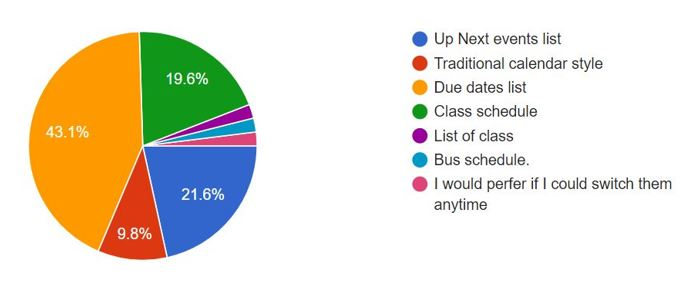 19.6%
43.1%
21.6%
9.8%
Up Next events list
Traditional calendar style
Due dates list
Class schedule
List of class
Bus schedule.
I would perfer if I could switch them
anytime